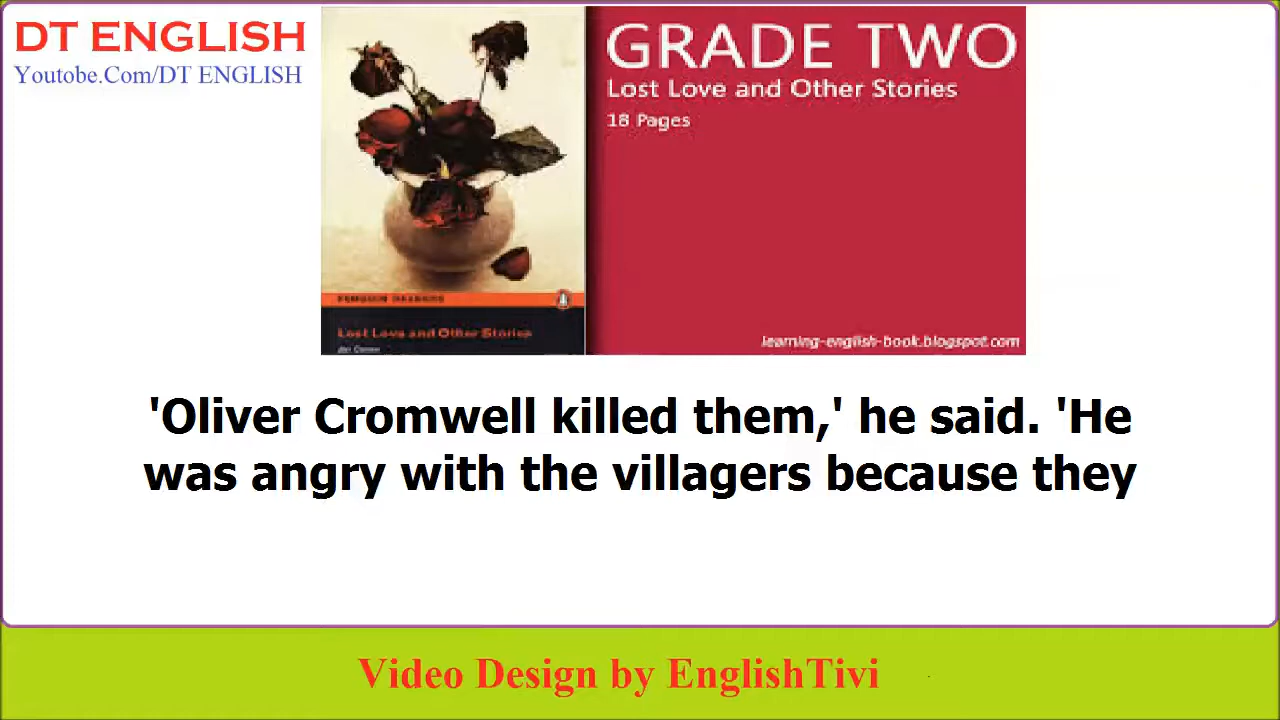 DT ENGLISH
Youtobe.Com/DT ENGLISH
GRADE TWO
Lost Love and Other Stories
18 Pages
PENGUIN READERS
Lost Love and Other Stories
learning-english-book.blogspot.com
'Oliver Cromwell killed them,' he said. 'He
was angry with the villagers because they
Video Design by EnglishTivi